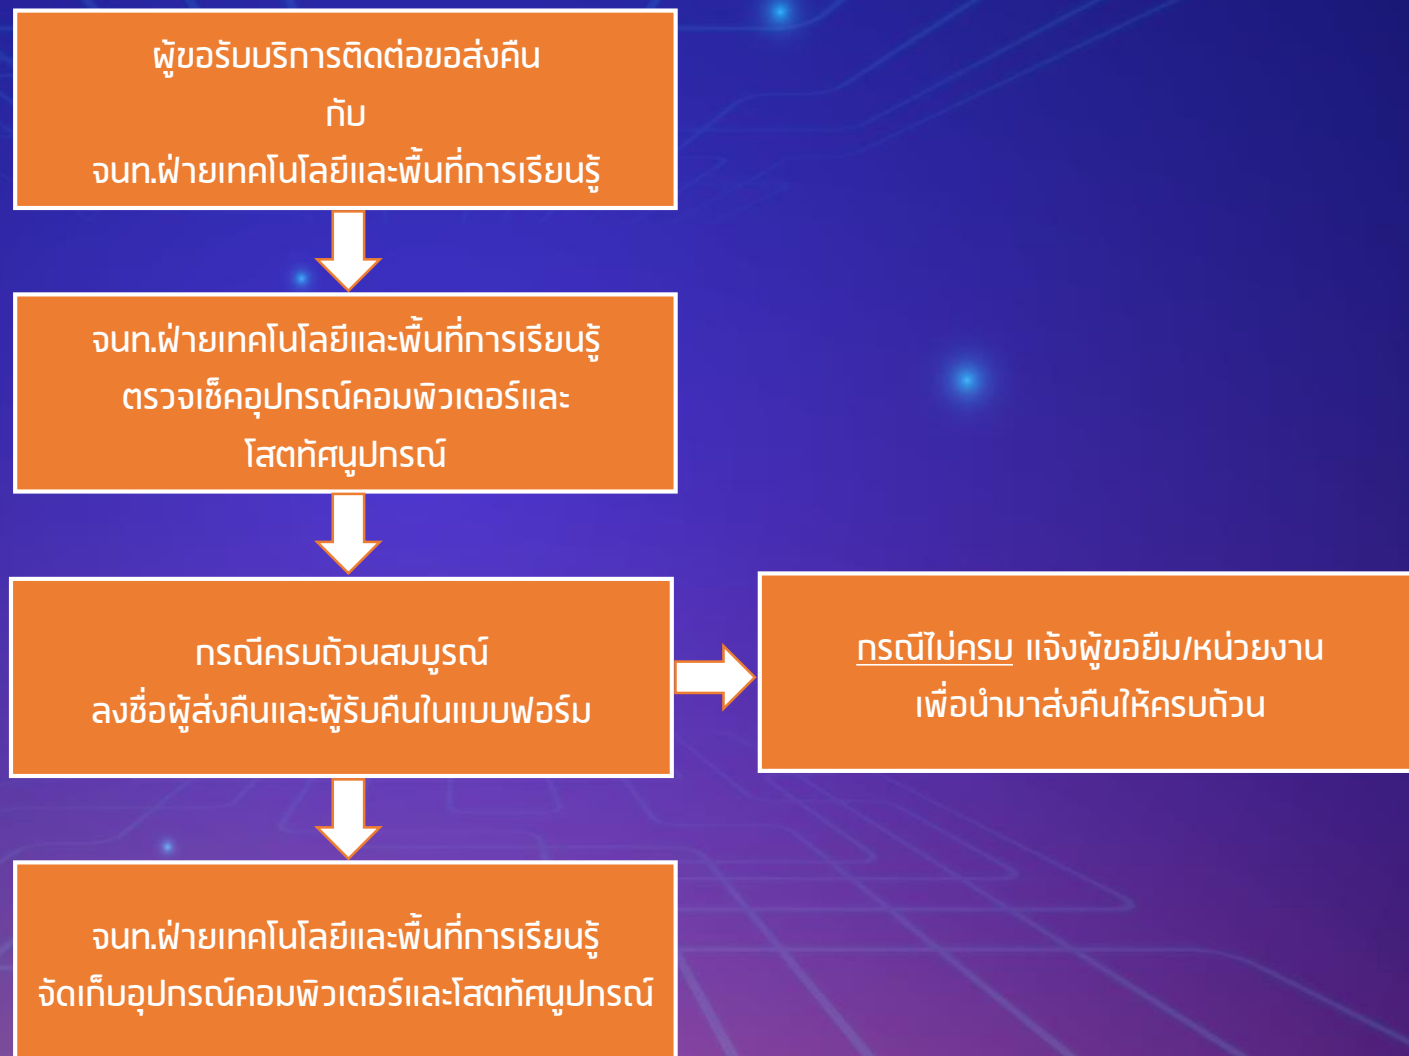 ผู้ขอรับบริการติดต่อขอส่งคืน
กับ
จนท.ฝ่ายเทคโนโลยีและพื้นที่การเรียนรู้
จนท.ฝ่ายเทคโนโลยีและพื้นที่การเรียนรู้
ตรวจเช็คอุปกรณ์คอมพิวเตอร์และ
โสตทัศนูปกรณ์
กรณีครบถ้วนสมบูรณ์
ลงชื่อผู้ส่งคืนและผู้รับคืนในแบบฟอร์ม
กรณีไม่ครบ แจ้งผู้ขอยืม/หน่วยงาน
เพื่อนำมาส่งคืนให้ครบถ้วน
จนท.ฝ่ายเทคโนโลยีและพื้นที่การเรียนรู้
จัดเก็บอุปกรณ์คอมพิวเตอร์และโสตทัศนูปกรณ์